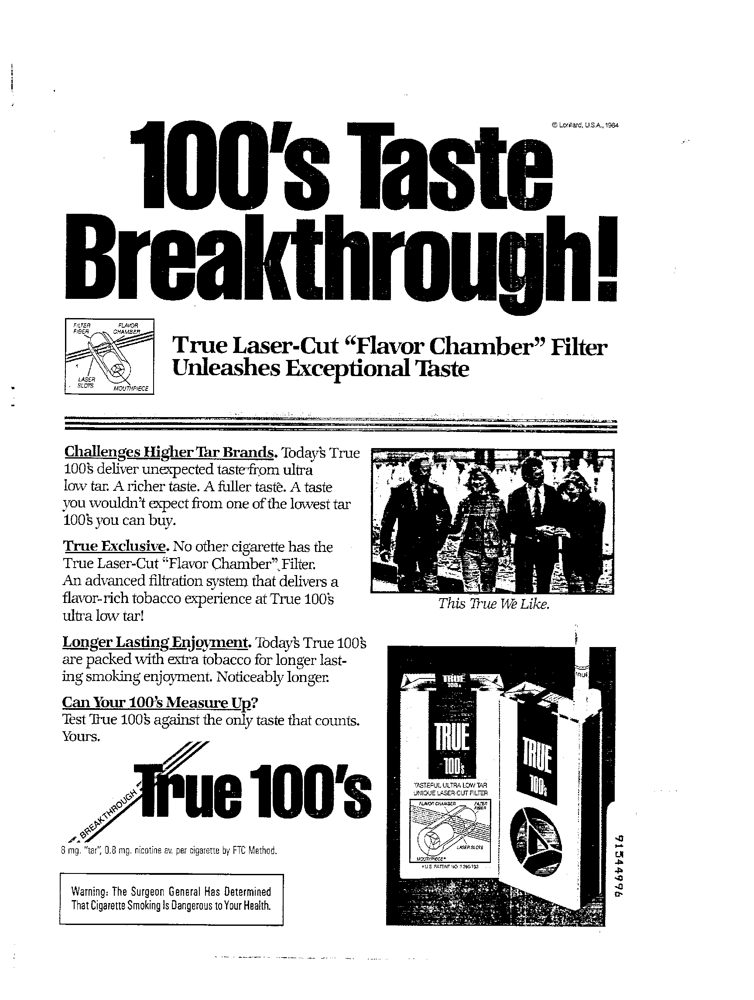 © Lorillard, U.S.A., 1984
100's Taste
Breakthrough!
FILTER FIBER
FLAVOR CHAMBER
LASER SLOTS
MOUTHPIECE
True Laser-Cut “Flavor Chamber” Filter
Unleashes Exceptional Taste
Challenges Higher Tar Brands. Today's True
100's deliver unexpected taste from ultra
low tar. A richer taste. A fuller taste. A taste
you wouldn't expect from one of the lowest tar
100's you can buy.
True Exclusive. No other cigarette has the
True Laser-Cut “Flavor Chamber” Filter.
An advanced filtration system that delivers a
flavor-rich tobacco experience at True 100's
ultra low tar!
Longer Lasting Enjoyment. Today's True 100's
are packed with extra tobacco for longer last-
ing smoking enjoyment. Noticeably longer.
Can Your 100's Measure Up?
Test True 100's against the only taste that counts.
Yours.
This True We Like.
BREAKTHROUGH
True 100's
8 mg. "tar", 0.8 mg. nicotine av. per cigarette by FTC Method.
Warning: The Surgeon General Has Determined
That Cigarette Smoking Is Dangerous to Your Health.
TRUE
100s
TRUE
100s
TASTEFUL ULTRA LOW TAR
UNIQUE LASER CUT FILTER
FLAVOR CHAMBER
FILTER FIBER
LASER SLOTS
MOUTHPIECE
TRUE
TRUE
100s
91544996